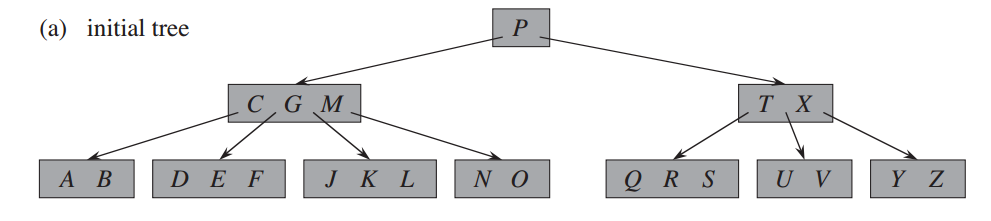 (a) initial tree
P
C G M
T X
A B
D E F
J K L
N O
Q R S
U V
Y Z